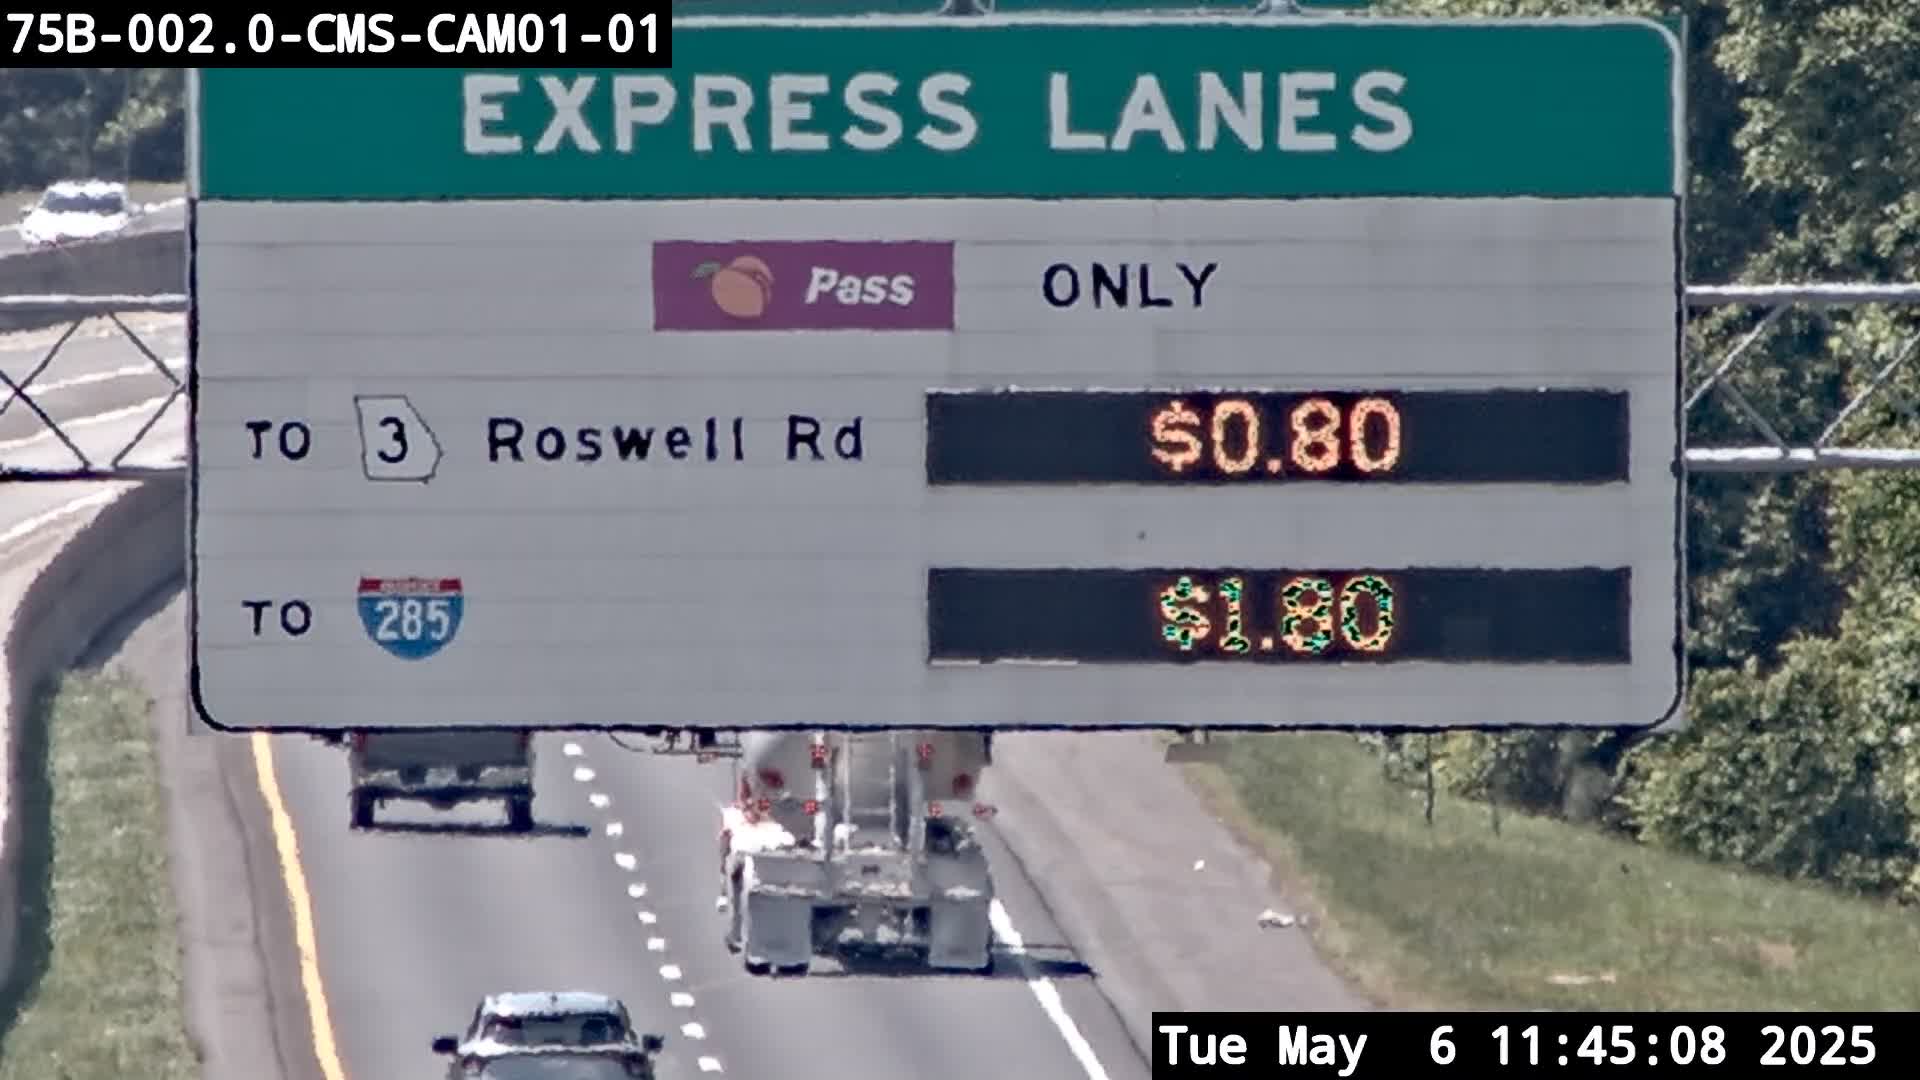 75B-002.0-CMS-CAM01-01
EXPRESS LANES
Pass ONLY
TO 3 Roswell Rd $0.80
TO 285 $1.80
Tue May 6 11:45:08 2025